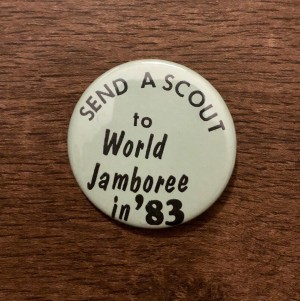 SEND A SCOUT
to
World
Jamboree
in '83